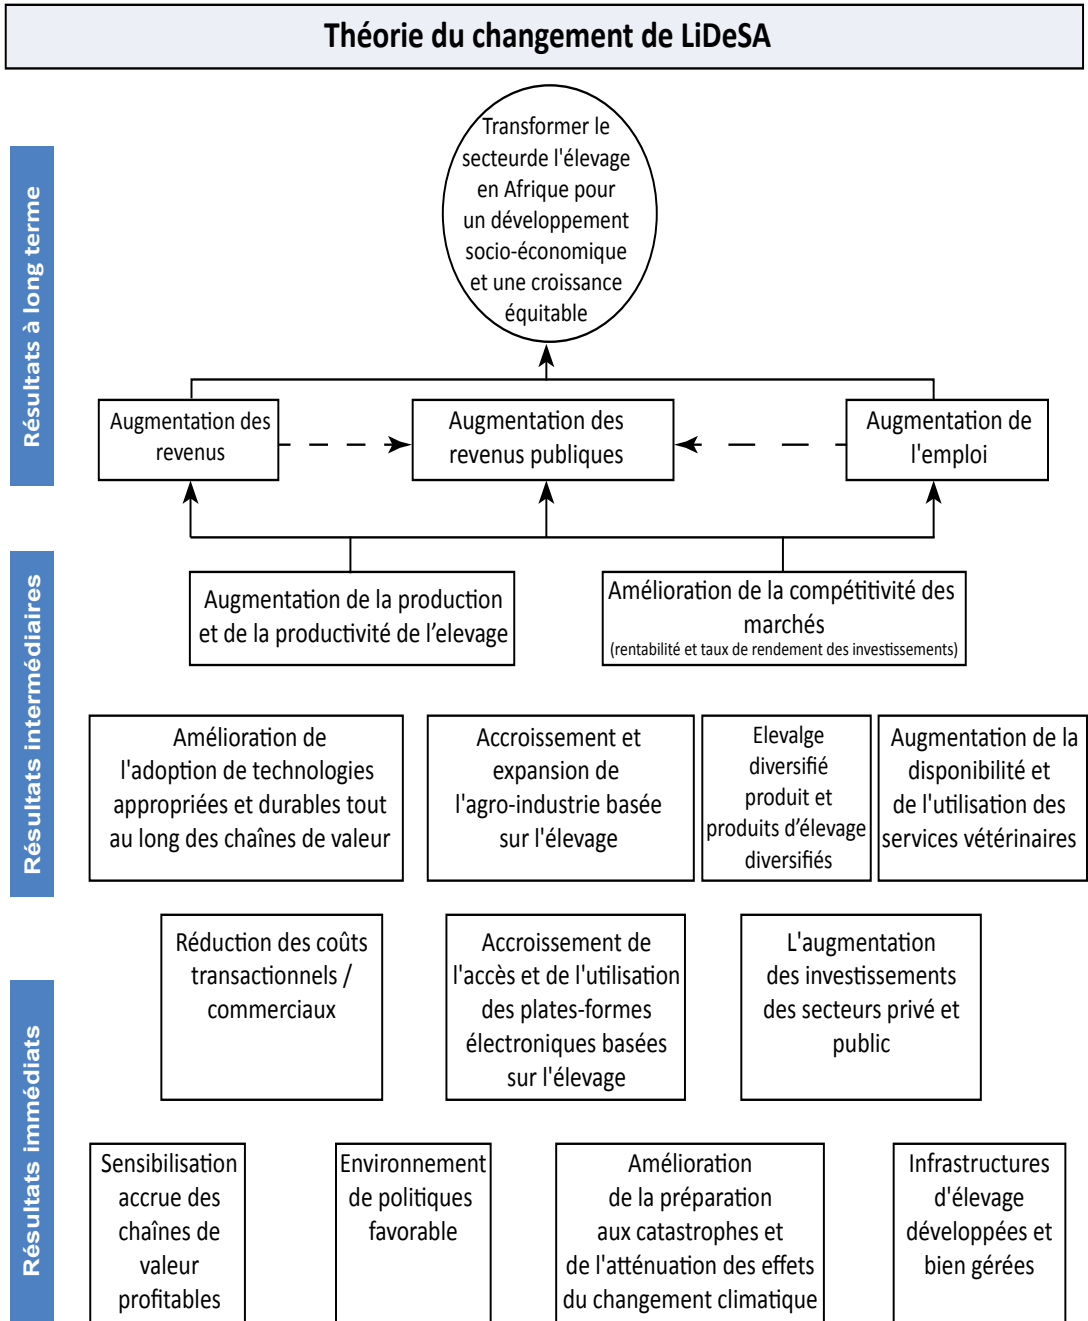 Théorie du changement de LiDeSA
Résultats à long terme
Transformer le
secteurde l'élevage
en Afrique pour
un développement
socio-économique
et une croissance
équitable
Augmentation des
revenus
Augmentation des
revenus publiques
Augmentation de
l'emploi
Résultats intermédiaires
Augmentation de la production
et de la productivité de l’elevage
Amélioration de la compétitivité des
marchés
(rentabilité et taux de rendement des investissements)
Amélioration de
l'adoption de technologies
appropriées et durables tout
au long des chaînes de valeur
Accroissement et
expansion de
l'agro-industrie basée
sur l'élevage
Elevalge
diversifié
produit et
produits d’élevage
diversifiés
Augmentation de la
disponibilité et
de l'utilisation des
services vétérinaires
Résultats immédiats
Réduction des coûts
transactionnels /
commerciaux
Accroissement de
l'accès et de l'utilisation
des plates-formes
électroniques basées
sur l'élevage
L'augmentation
des investissements
des secteurs privé et
public
Sensibilisation
accrue des
chaînes de
valeur
profitables
Environnement
de politiques
favorable
Amélioration
de la préparation
aux catastrophes et
de l'atténuation des effets
du changement climatique
Infrastructures
d'élevage
développées et
bien gérées